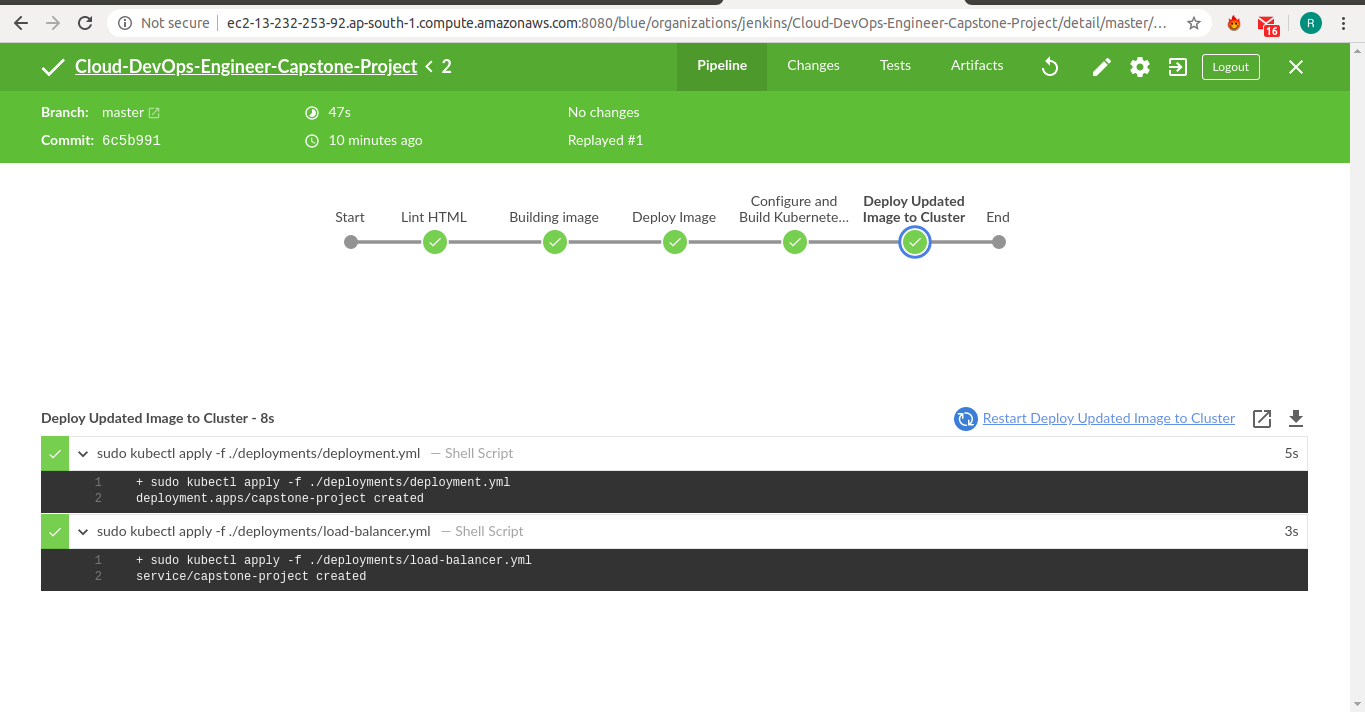 Not secure
ec2-13-232-253-92.ap-south-1.compute.amazonaws.com:8080/blue/organizations/jenkins/Cloud-DevOps-Engineer-Capstone-Project/detail/master/...
16
R
Cloud-DevOps-Engineer-Capstone-Project < 2
Pipeline
Changes
Tests
Artifacts
Logout
Branch: master
47s
No changes
Commit: 6c5b991
10 minutes ago
Replayed #1
Start
Lint HTML
Building image
Deploy Image
Configure and
Build Kubernete...
Deploy Updated
Image to Cluster
End
Deploy Updated Image to Cluster - 8s
Restart Deploy Updated Image to Cluster
sudo kubectl apply -f ./deployments/deployment.yml — Shell Script
5s
1 + sudo kubectl apply -f ./deployments/deployment.yml
2 deployment.apps/capstone-project created
sudo kubectl apply -f ./deployments/load-balancer.yml — Shell Script
3s
1 + sudo kubectl apply -f ./deployments/load-balancer.yml
2 service/capstone-project created